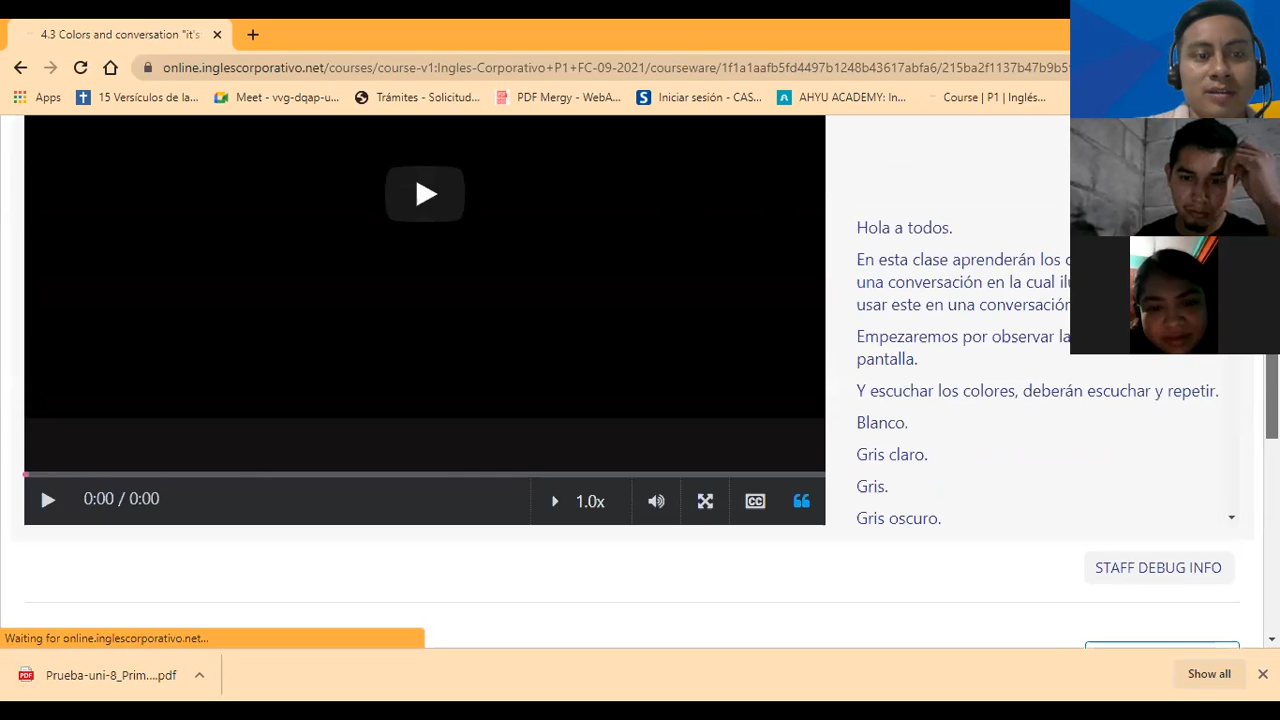 4.3 Colors and conversation "it's
online.inglescorporativo.net/courses/course-v1:Ingles-Corporativo+P1+FC-09-2021/courseware/1f1a1aafb5fd4497b1248b43617abfa6/215ba2f1137b47b9b5
Apps
15 Versículos de la...
Meet - vvg-dqap-u...
Trámites - Solicitud...
PDF Mergy - WebA...
Iniciar sesión - CAS...
AHYU ACADEMY: In...
Course | P1 | Inglés...
Hola a todos.
En esta clase aprenderán los
una conversación en la cual
usar este en una conversación
Empezaremos por observar
pantalla.
Y escuchar los colores, deberán escuchar y repetir.
Blanco.
Gris claro.
Gris.
Gris oscuro.
0:00 / 0:00
1.0x
CC
STAFF DEBUG INFO
Waiting for online.inglescorporativo.net...
PDF
Prueba-uni-8_Prim....pdf
Show all